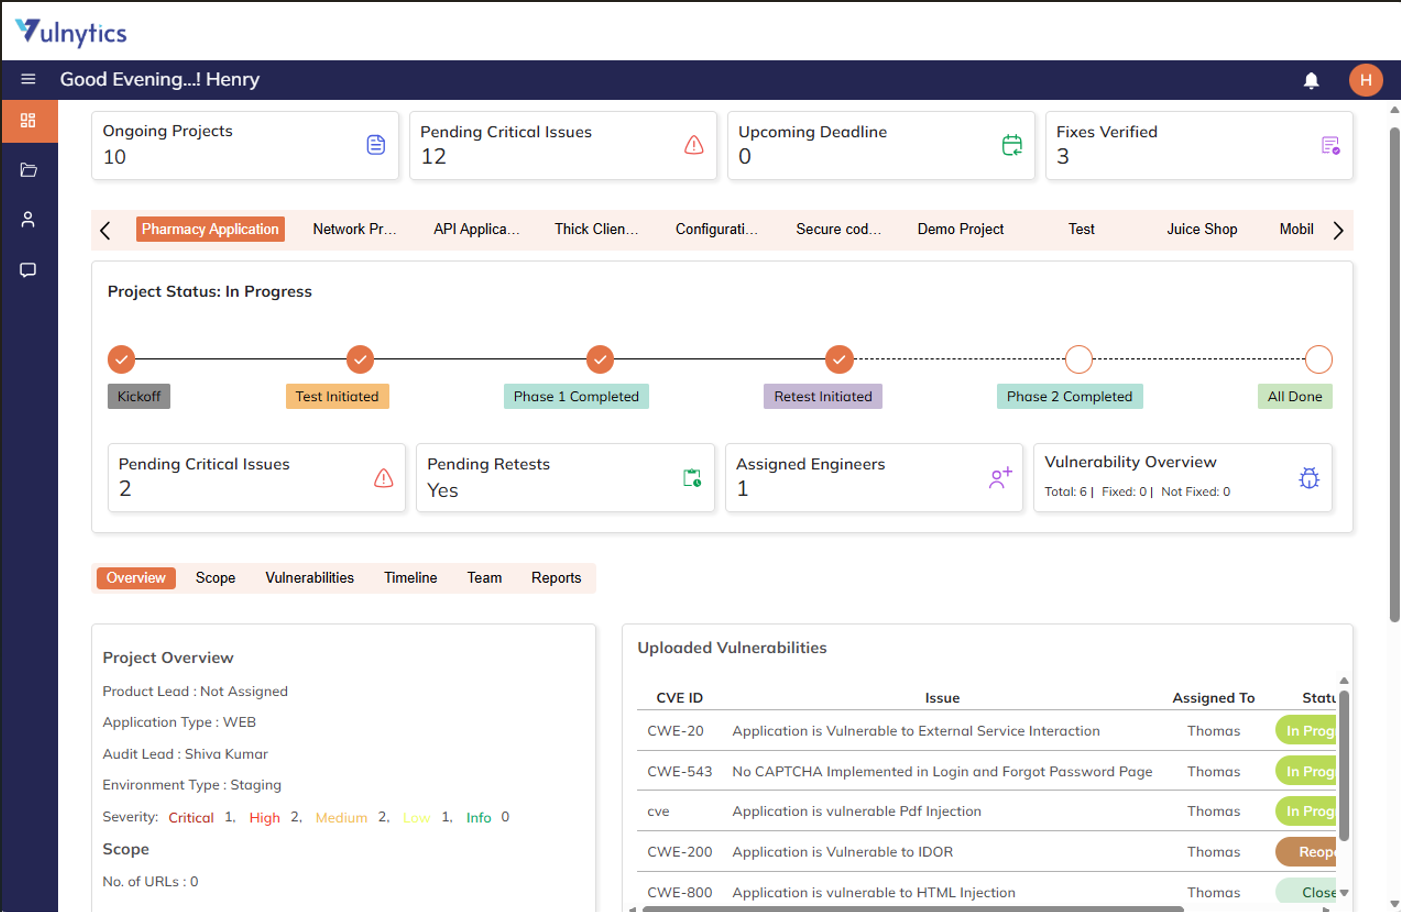 Vulnytics
Good Evening...! Henry
H
Ongoing Projects
10
Pending Critical Issues
12
Upcoming Deadline
0
Fixes Verified
3
Pharmacy Application Network Pr... API Applica... Thick Clien... Configurati... Secure cod... Demo Project Test Juice Shop Mobil
Project Status: In Progress
Kickoff Test Initiated Phase 1 Completed Retest Initiated Phase 2 Completed All Done
Pending Critical Issues
2
Pending Retests
Yes
Assigned Engineers
1
Vulnerability Overview
Total: 6 | Fixed: 0 | Not Fixed: 0
Overview Scope Vulnerabilities Timeline Team Reports
Project Overview
Product Lead : Not Assigned
Application Type : WEB
Audit Lead : Shiva Kumar
Environment Type : Staging
Severity: Critical 1, High 2, Medium 2, Low 1, Info 0
Scope
No. of URLs : 0
Uploaded Vulnerabilities
CVE ID Issue Assigned To Statu
CWE-20 Application is Vulnerable to External Service Interaction Thomas In Prog
CWE-543 No CAPTCHA Implemented in Login and Forgot Password Page Thomas In Prog
cve Application is vulnerable Pdf Injection Thomas In Prog
CWE-200 Application is Vulnerable to IDOR Thomas Reope
CWE-800 Application is vulnerable to HTML Injection Thomas Close